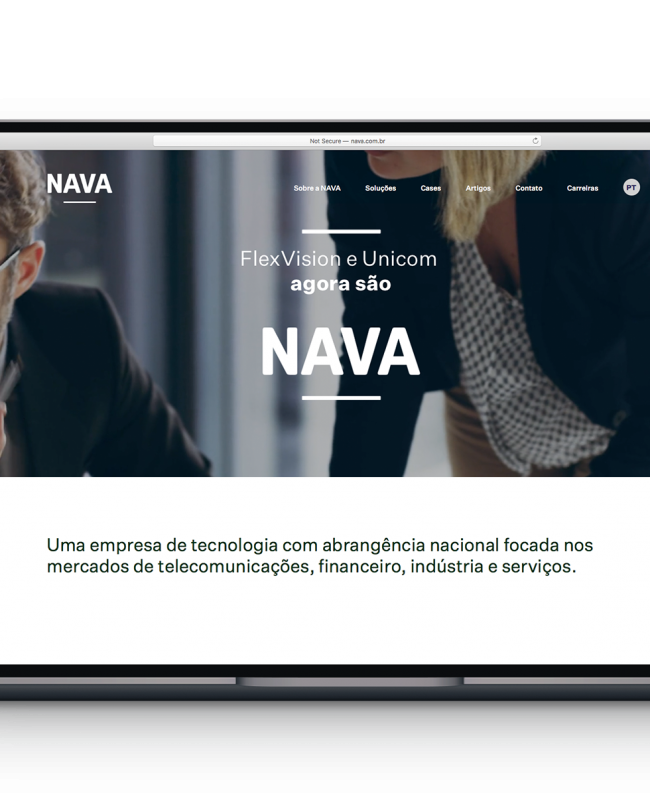 Not Secure — nava.com.br
NAVA
Sobre a NAVA Soluções Cases Artigos Contato Carreiras PT
FlexVision e Unicom
agora são
NAVA
Uma empresa de tecnologia com abrangência nacional focada nos
mercados de telecomunicações, financeiro, indústria e serviços.